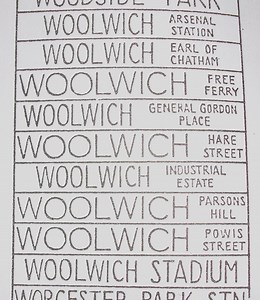 WOODSIDE PARK
WOOLWICH ARSENAL STATION
WOOLWICH EARL OF CHATHAM
WOOLWICH FREE FERRY
WOOLWICH GENERAL GORDON PLACE
WOOLWICH HARE STREET
WOOLWICH INDUSTRIAL ESTATE
WOOLWICH PARSONS HILL
WOOLWICH POWIS STREET
WOOLWICH STADIUM
WORCESTER PARK STN